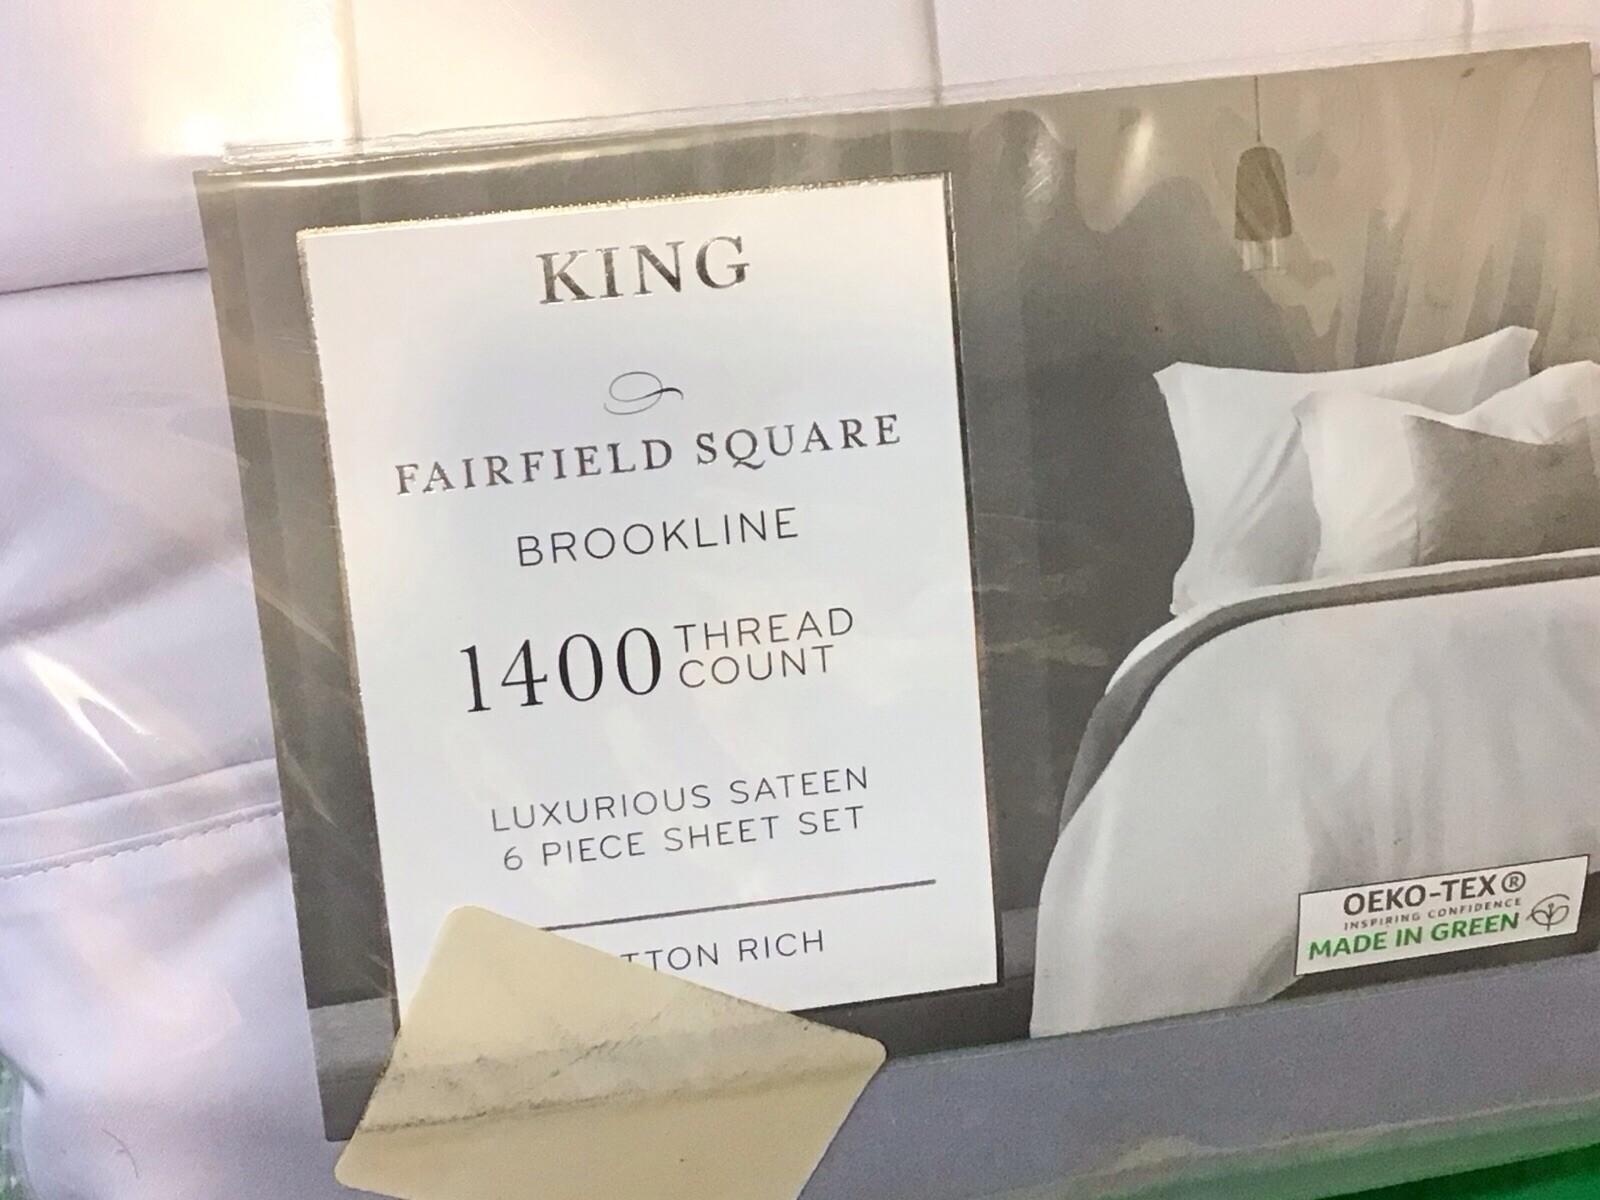 KING
FAIRFIELD SQUARE
BROOKLINE
1400 THREAD COUNT
LUXURIOUS SATEEN
6 PIECE SHEET SET
RICH
OEKO-TEX®
INSPIRING CONFIDENCE
MADE IN GREEN